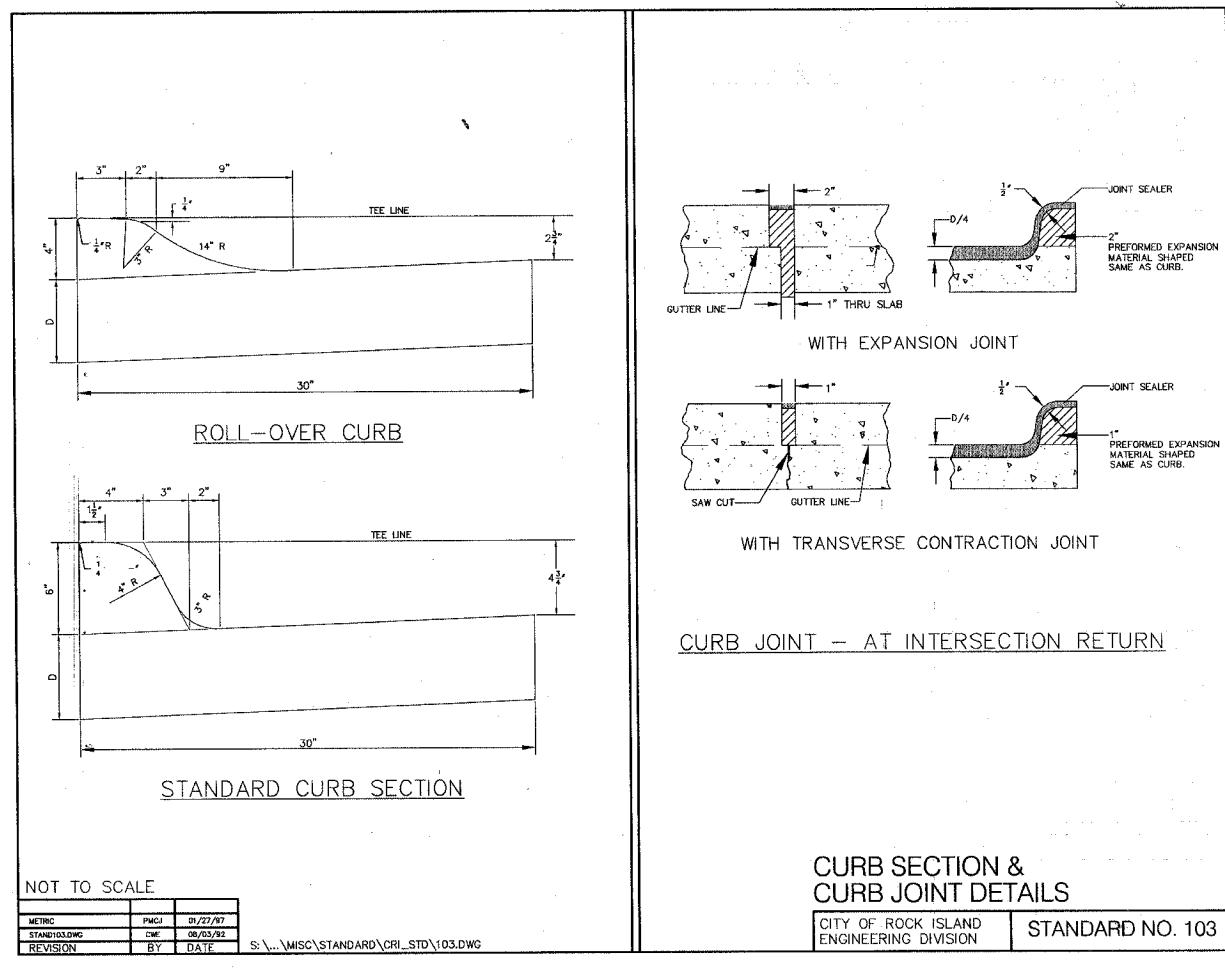 3" 2" 9"
1/4"
TEE LINE
4"
1/4"R
3" R
14" R
2 3/4"
D
30"
ROLL-OVER CURB
4" 3" 2"
1 1/2"
TEE LINE
6"
1/4"
4" R
3" R
4 3/4"
D
30"
STANDARD CURB SECTION
2"
GUTTER LINE
1" THRU SLAB
1/2"
JOINT SEALER
D/4
2"
PREFORMED EXPANSION
MATERIAL SHAPED
SAME AS CURB.
WITH EXPANSION JOINT
1"
SAW CUT
GUTTER LINE
1/2"
JOINT SEALER
D/4
1"
PREFORMED EXPANSION
MATERIAL SHAPED
SAME AS CURB.
WITH TRANSVERSE CONTRACTION JOINT
CURB JOINT - AT INTERSECTION RETURN
NOT TO SCALE
METRIC PMCJ 01/27/97
STAND103.DWG CWE 08/03/92
REVISION BY DATE
S:\...\MISC\STANDARD\CRI_STD\103.DWG
CURB SECTION &
CURB JOINT DETAILS
CITY OF ROCK ISLAND
ENGINEERING DIVISION
STANDARD NO. 103